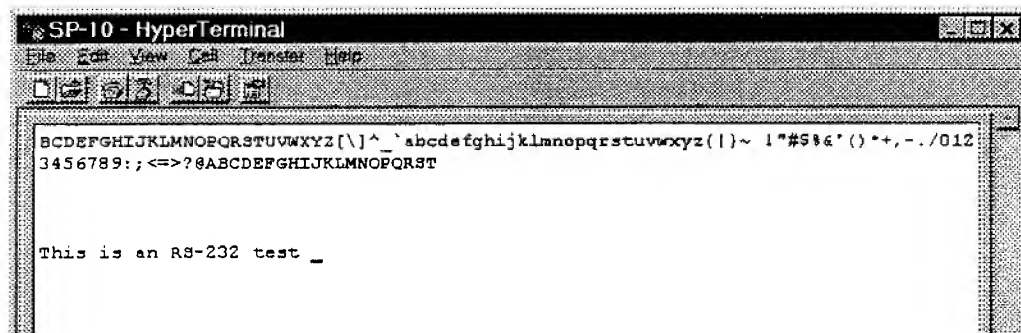 SP-10 - HyperTerminal
File Edit View Call Transfer Help
BCDEFGHIJKLMNOPQRSTUVWXYZ[\]^_`abcdefghijklmnopqrstuvwxyz{|}~ !"#$%&'()*+,-./012
3456789:;<=>?@ABCDEFGHIJKLMNOPQRST
This is an RS-232 test _